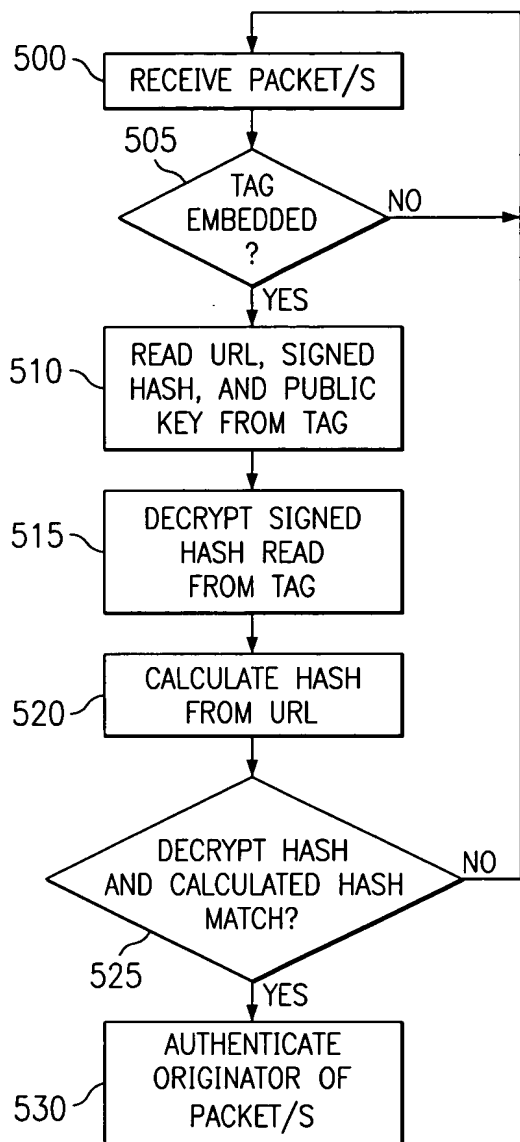 500
RECEIVE PACKET/S
505
TAG
EMBEDDED
?
NO
YES
510
READ URL, SIGNED
HASH, AND PUBLIC
KEY FROM TAG
515
DECRYPT SIGNED
HASH READ
FROM TAG
520
CALCULATE HASH
FROM URL
DECRYPT HASH
AND CALCULATED HASH
MATCH?
NO
525
YES
530
AUTHENTICATE
ORIGINATOR OF
PACKET/S